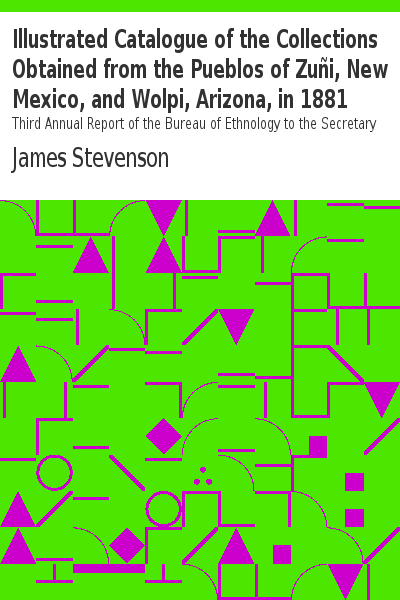 Illustrated Catalogue of the Collections
Obtained from the Pueblos of Zuñi, New
Mexico, and Wolpi, Arizona, in 1881
Third Annual Report of the Bureau of Ethnology to the Secretary
James Stevenson